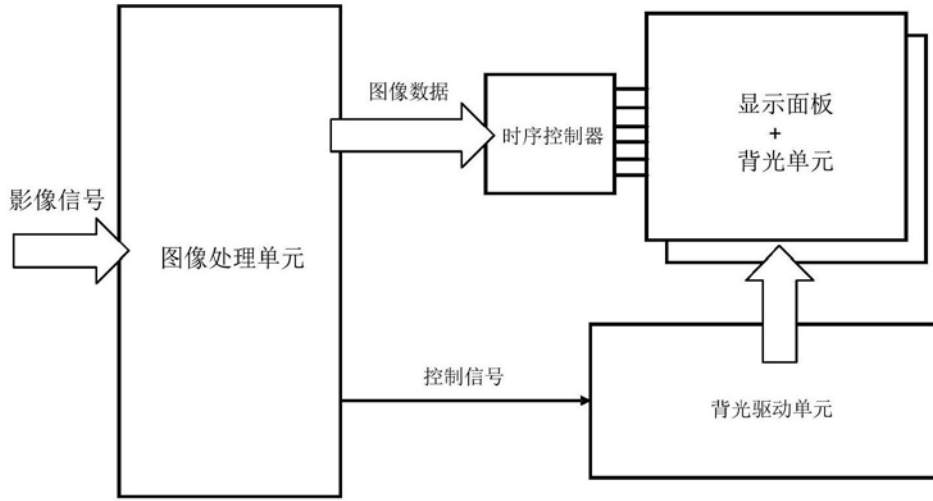 影像信号
图像处理单元
图像数据
时序控制器
显示面板
+
背光单元
控制信号
背光驱动单元